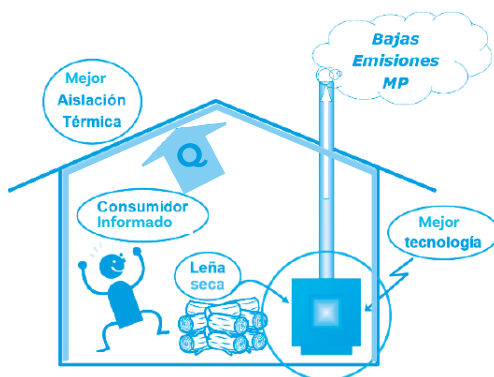 Bajas
Emisiones
MP
Mejor
Aislación
Térmica
Q
Consumidor
Informado
Mejor
tecnología
Leña
seca